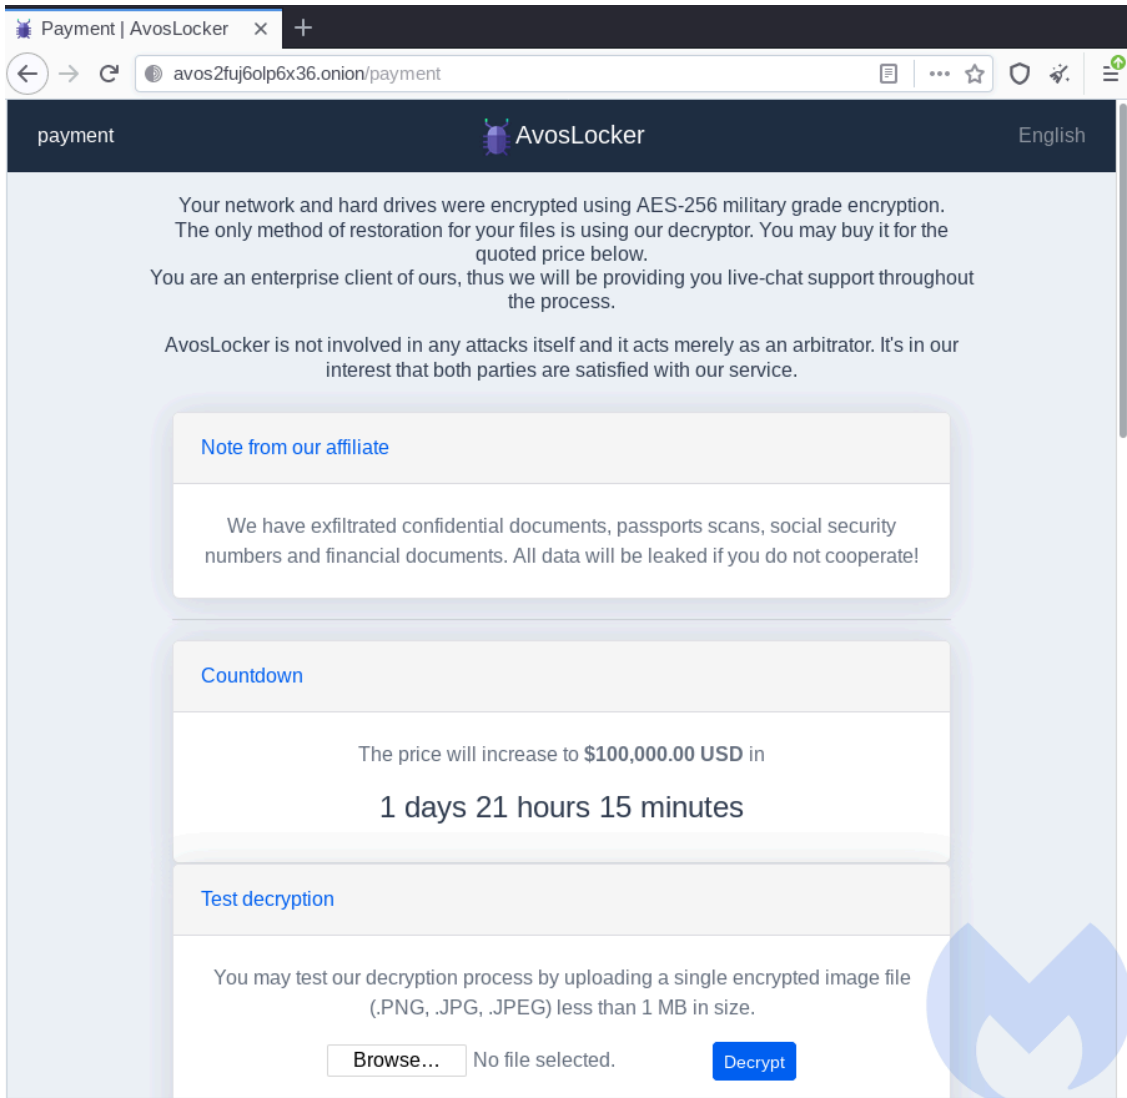 Payment | AvosLocker
avos2fuj6olp6x36.onion/payment
payment
AvosLocker
English
Your network and hard drives were encrypted using AES-256 military grade encryption.
The only method of restoration for your files is using our decryptor. You may buy it for the
quoted price below.
You are an enterprise client of ours, thus we will be providing you live-chat support throughout
the process.
AvosLocker is not involved in any attacks itself and it acts merely as an arbitrator. It's in our
interest that both parties are satisfied with our service.
Note from our affiliate
We have exfiltrated confidential documents, passports scans, social security
numbers and financial documents. All data will be leaked if you do not cooperate!
Countdown
The price will increase to $100,000.00 USD in
1 days 21 hours 15 minutes
Test decryption
You may test our decryption process by uploading a single encrypted image file
(.PNG, .JPG, .JPEG) less than 1 MB in size.
Browse... No file selected. Decrypt